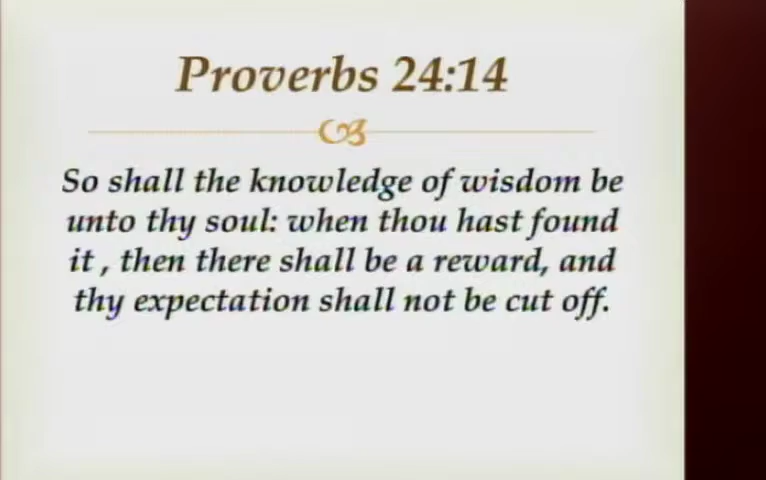 Proverbs 24:14
So shall the knowledge of wisdom be
unto thy soul: when thou hast found
it , then there shall be a reward, and
thy expectation shall not be cut off.